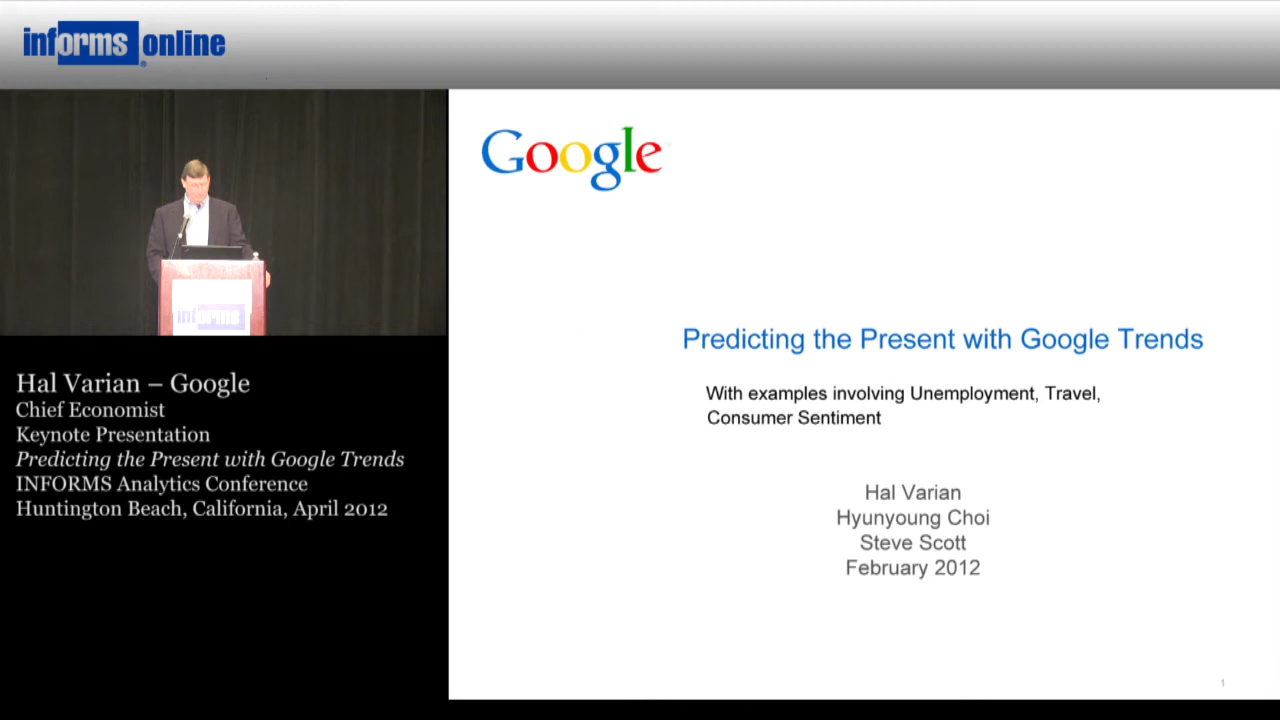 informs online
®
informs
Hal Varian – Google
Chief Economist
Keynote Presentation
Predicting the Present with Google Trends
INFORMS Analytics Conference
Huntington Beach, California, April 2012
Google
Predicting the Present with Google Trends
With examples involving Unemployment, Travel,
Consumer Sentiment
Hal Varian
Hyunyoung Choi
Steve Scott
February 2012
1